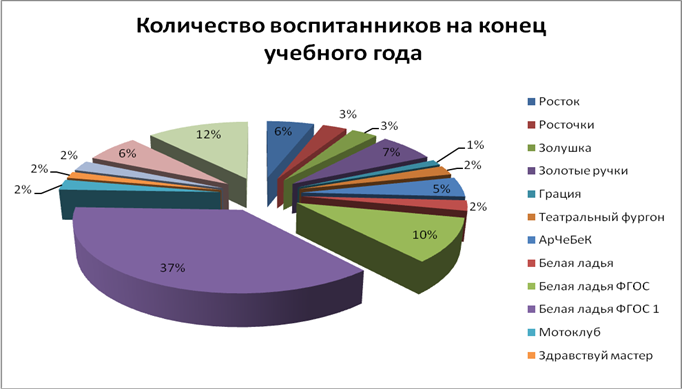 Количество воспитанников на конец
учебного года
6%
3%
3%
7%
1%
2%
5%
2%
10%
37%
2%
2%
2%
6%
12%
Росток
Росточки
Золушка
Золотые ручки
Грация
Театральный фургон
АрЧеБеК
Белая ладья
Белая ладья ФГОС
Белая ладья ФГОС 1
Мотоклуб
Здравствуй мастер